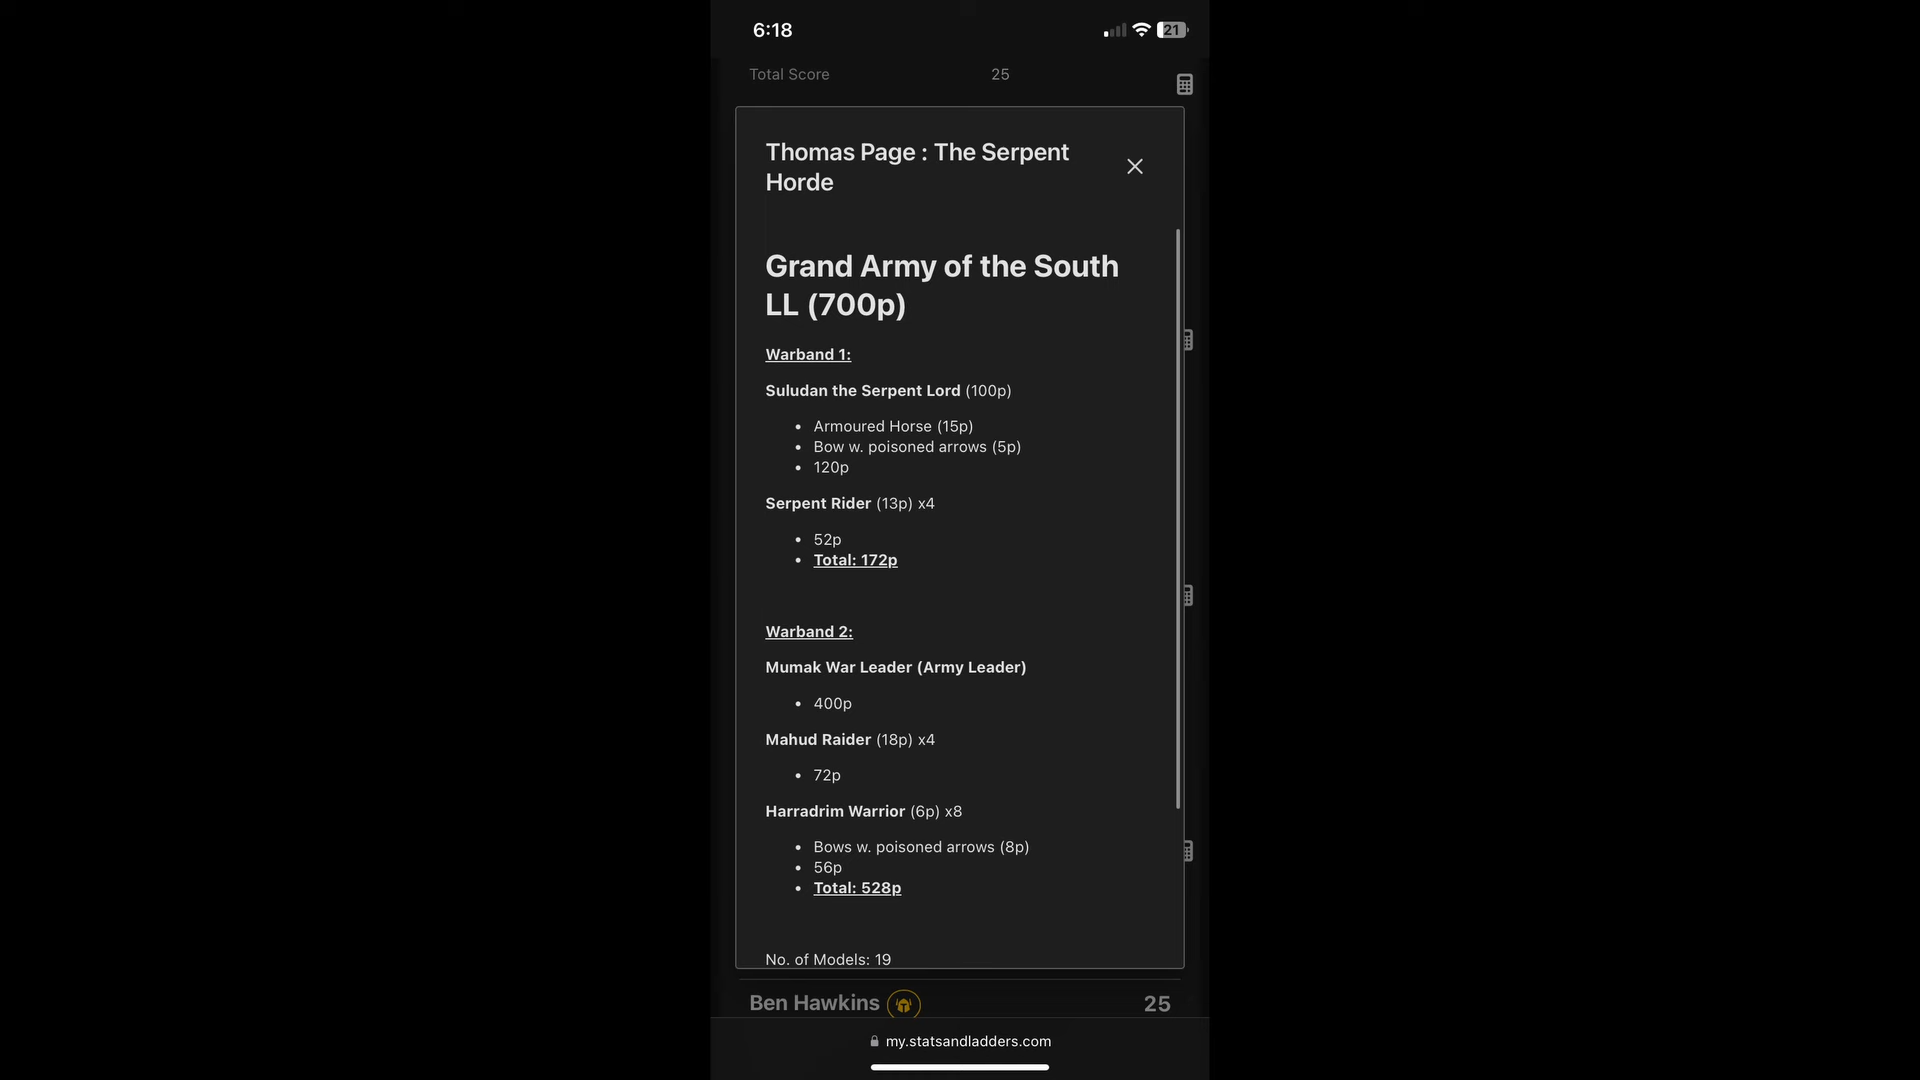 6:18
21
Total Score 25
Thomas Page : The Serpent
Horde
Grand Army of the South
LL (700p)
Warband 1:
Suludan the Serpent Lord (100p)
• Armoured Horse (15p)
• Bow w. poisoned arrows (5p)
• 120p
Serpent Rider (13p) x4
• 52p
• Total: 172p
Warband 2:
Mumak War Leader (Army Leader)
• 400p
Mahud Raider (18p) x4
• 72p
Harradrim Warrior (6p) x8
• Bows w. poisoned arrows (8p)
• 56p
• Total: 528p
No. of Models: 19
Ben Hawkins 25
my.statsandladders.com